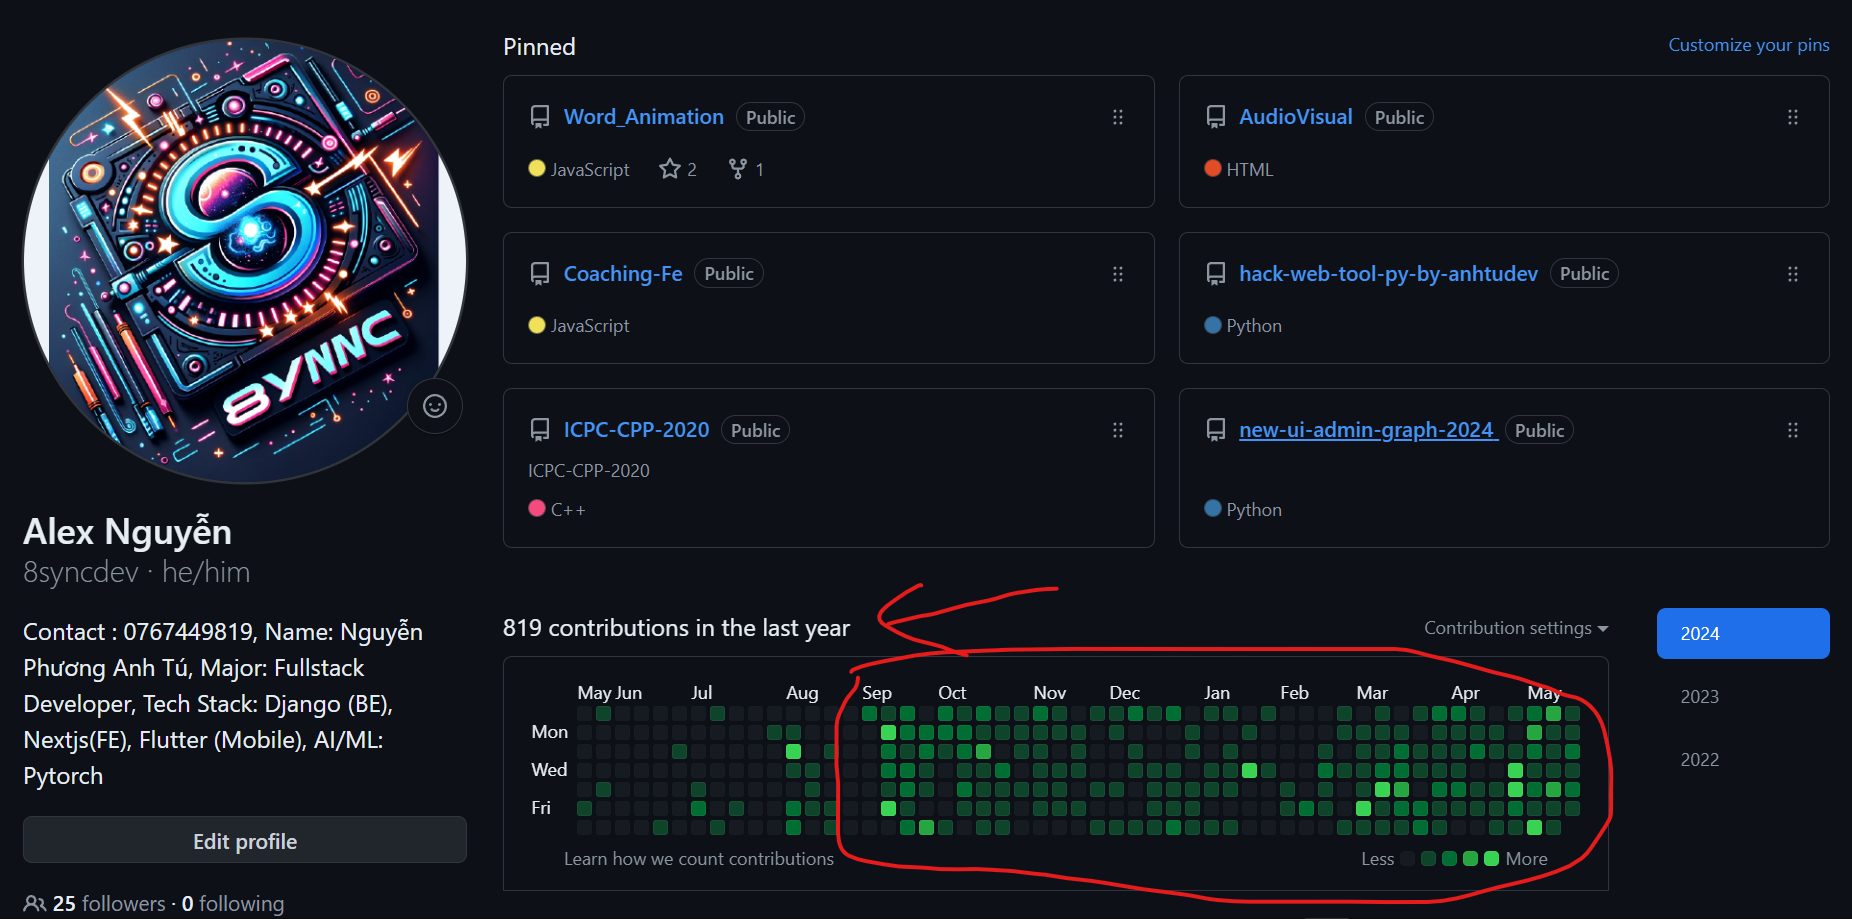 8YNNC
Alex Nguyễn
8syncdev · he/him
Contact : 0767449819, Name: Nguyễn
Phương Anh Tú, Major: Fullstack
Developer, Tech Stack: Django (BE),
Nextjs(FE), Flutter (Mobile), AI/ML:
Pytorch
Edit profile
25 followers · 0 following
Pinned
Customize your pins
Word_Animation Public
JavaScript 2 1
AudioVisual Public
HTML
Coaching-Fe Public
JavaScript
hack-web-tool-py-by-anhtudev Public
Python
ICPC-CPP-2020 Public
ICPC-CPP-2020
C++
new-ui-admin-graph-2024 Public
Python
819 contributions in the last year
Contribution settings
May Jun Jul Aug Sep Oct Nov Dec Jan Feb Mar Apr May
Mon
Wed
Fri
Learn how we count contributions
Less More
2024
2023
2022